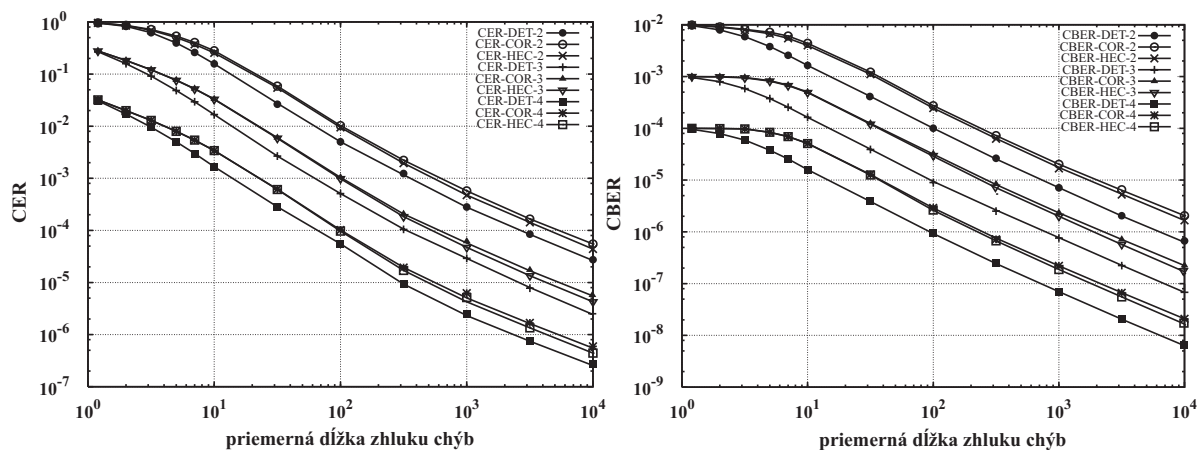 10^0
10^-1
10^-2
10^-3
10^-4
10^-5
10^-6
10^-7
CER
10^0
10^1
10^2
10^3
10^4
priemerná dĺžka zhluku chýb
CER-DET-2
CER-COR-2
CER-HEC-2
CER-DET-3
CER-COR-3
CER-HEC-3
CER-DET-4
CER-COR-4
CER-HEC-4
10^-2
10^-3
10^-4
10^-5
10^-6
10^-7
10^-8
10^-9
CBER
10^0
10^1
10^2
10^3
10^4
priemerná dĺžka zhluku chýb
CBER-DET-2
CBER-COR-2
CBER-HEC-2
CBER-DET-3
CBER-COR-3
CBER-HEC-3
CBER-DET-4
CBER-COR-4
CBER-HEC-4